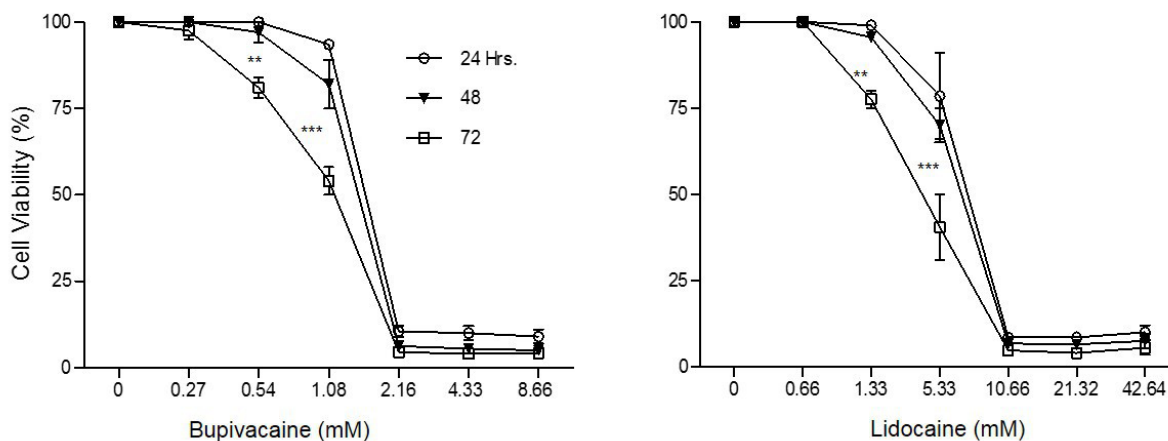 100
75
50
25
0
Cell Viability (%)
**
***
24 Hrs.
48
72
0 0.27 0.54 1.08 2.16 4.33 8.66
Bupivacaine (mM)
100
75
50
25
0
**
***
0 0.66 1.33 5.33 10.66 21.32 42.64
Lidocaine (mM)